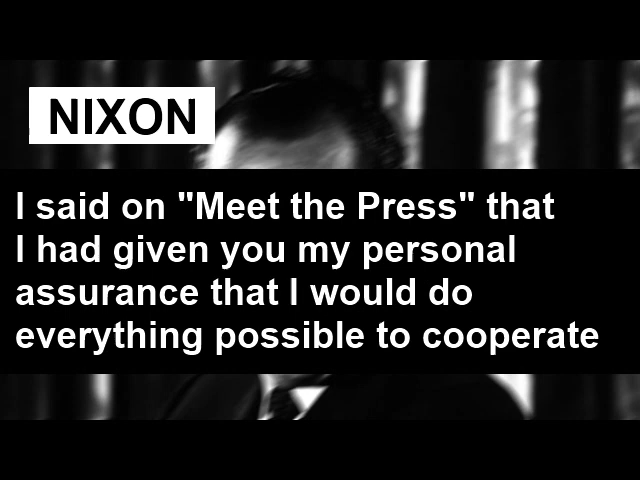 NIXON
I said on "Meet the Press" that
I had given you my personal
assurance that I would do
everything possible to cooperate